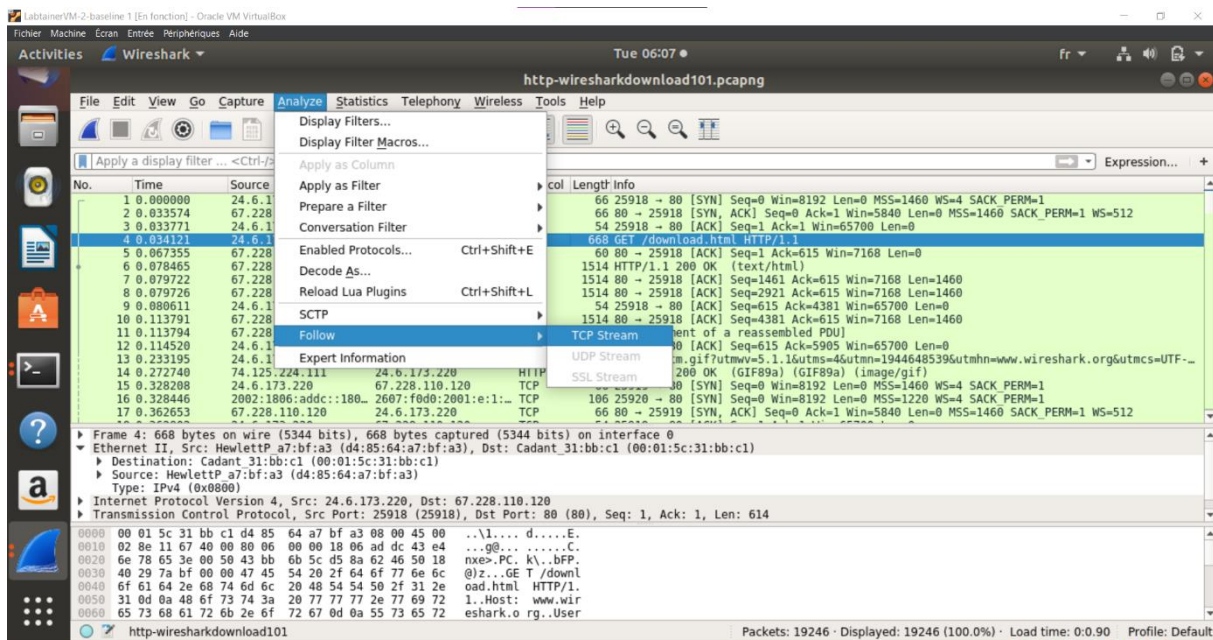 LabtainerVM-2-baseline 1 [En fonction] - Oracle VM VirtualBox
Fichier Machine Écran Entrée Périphériques Aide
Activities Wireshark Tue 06:07 fr
http-wiresharkdownload101.pcapng
File Edit View Go Capture Analyze Statistics Telephony Wireless Tools Help
Display Filters...
Display Filter Macros...
Apply a display filter ... <Ctrl-/> Expression... +
Apply as Column
Apply as Filter
Prepare a Filter
Conversation Filter
Enabled Protocols... Ctrl+Shift+E
Decode As...
Reload Lua Plugins Ctrl+Shift+L
SCTP
Follow
Expert Information
TCP Stream
UDP Stream
SSL Stream
No. Time Source col Length Info
1 0.000000 24.6.1 66 25918 → 80 [SYN] Seq=0 Win=8192 Len=0 MSS=1460 WS=4 SACK_PERM=1
2 0.033574 67.228 66 80 → 25918 [SYN, ACK] Seq=0 Ack=1 Win=5840 Len=0 MSS=1460 SACK_PERM=1 WS=512
3 0.033771 24.6.1 54 25918 → 80 [ACK] Seq=1 Ack=1 Win=65700 Len=0
4 0.034121 24.6.1 668 GET /download.html HTTP/1.1
5 0.067355 67.228 60 80 → 25918 [ACK] Seq=1 Ack=615 Win=7168 Len=0
6 0.078465 67.228 1514 HTTP/1.1 200 OK (text/html)
7 0.079722 67.228 1514 80 → 25918 [ACK] Seq=1461 Ack=615 Win=7168 Len=1460
8 0.079726 67.228 1514 80 → 25918 [ACK] Seq=2921 Ack=615 Win=7168 Len=1460
9 0.080611 24.6.1 54 25918 → 80 [ACK] Seq=615 Ack=4381 Win=65700 Len=0
10 0.113791 67.228 1514 80 → 25918 [ACK] Seq=4381 Ack=615 Win=7168 Len=1460
11 0.113794 67.228 ent of a reassembled PDU]
12 0.114520 24.6.1 80 [ACK] Seq=615 Ack=5905 Win=65700 Len=0
13 0.233195 24.6.1 m.gif?utmwv=5.1.1&utms=4&utmn=1944648539&utmhn=www.wireshark.org&utmcs=UTF-…
14 0.272740 74.125.224.111 24.6.173.220 HTTP 200 OK (GIF89a) (GIF89a) (image/gif)
15 0.328208 24.6.173.220 67.228.110.120 TCP 80 [SYN] Seq=0 Win=8192 Len=0 MSS=1460 WS=4 SACK_PERM=1
16 0.328446 2002:1806:addc::180… 2607:f0d0:2001:e:1:… TCP 106 25920 → 80 [SYN] Seq=0 Win=8192 Len=0 MSS=1220 WS=4 SACK_PERM=1
17 0.362653 67.228.110.120 24.6.173.220 TCP 66 80 → 25919 [SYN, ACK] Seq=0 Ack=1 Win=5840 Len=0 MSS=1460 SACK_PERM=1 WS=512
Frame 4: 668 bytes on wire (5344 bits), 668 bytes captured (5344 bits) on interface 0
Ethernet II, Src: HewlettP_a7:bf:a3 (d4:85:64:a7:bf:a3), Dst: Cadant_31:bb:c1 (00:01:5c:31:bb:c1)
Destination: Cadant_31:bb:c1 (00:01:5c:31:bb:c1)
Source: HewlettP_a7:bf:a3 (d4:85:64:a7:bf:a3)
Type: IPv4 (0x0800)
Internet Protocol Version 4, Src: 24.6.173.220, Dst: 67.228.110.120
Transmission Control Protocol, Src Port: 25918 (25918), Dst Port: 80 (80), Seq: 1, Ack: 1, Len: 614
0000 00 01 5c 31 bb c1 d4 85 64 a7 bf a3 08 00 45 00 ..\1.... d.....E.
0010 02 8e 11 67 40 00 80 06 00 00 18 06 ad dc 43 e4 ...g@... ......C.
0020 6e 78 65 3e 00 50 43 bb 6b 5c d5 8a 62 46 50 18 nxe>.PC. k\..bFP.
0030 40 29 7a bf 00 00 47 45 54 20 2f 64 6f 77 6e 6c @)z...GE T /downl
0040 6f 61 64 2e 68 74 6d 6c 20 48 54 54 50 2f 31 2e oad.html HTTP/1.
0050 31 0d 0a 48 6f 73 74 3a 20 77 77 77 2e 77 69 72 1..Host: www.wir
0060 65 73 68 61 72 6b 2e 6f 72 67 0d 0a 55 73 65 72 eshark.o rg..User
http-wiresharkdownload101 Packets: 19246 · Displayed: 19246 (100.0%) · Load time: 0:0.90 Profile: Default